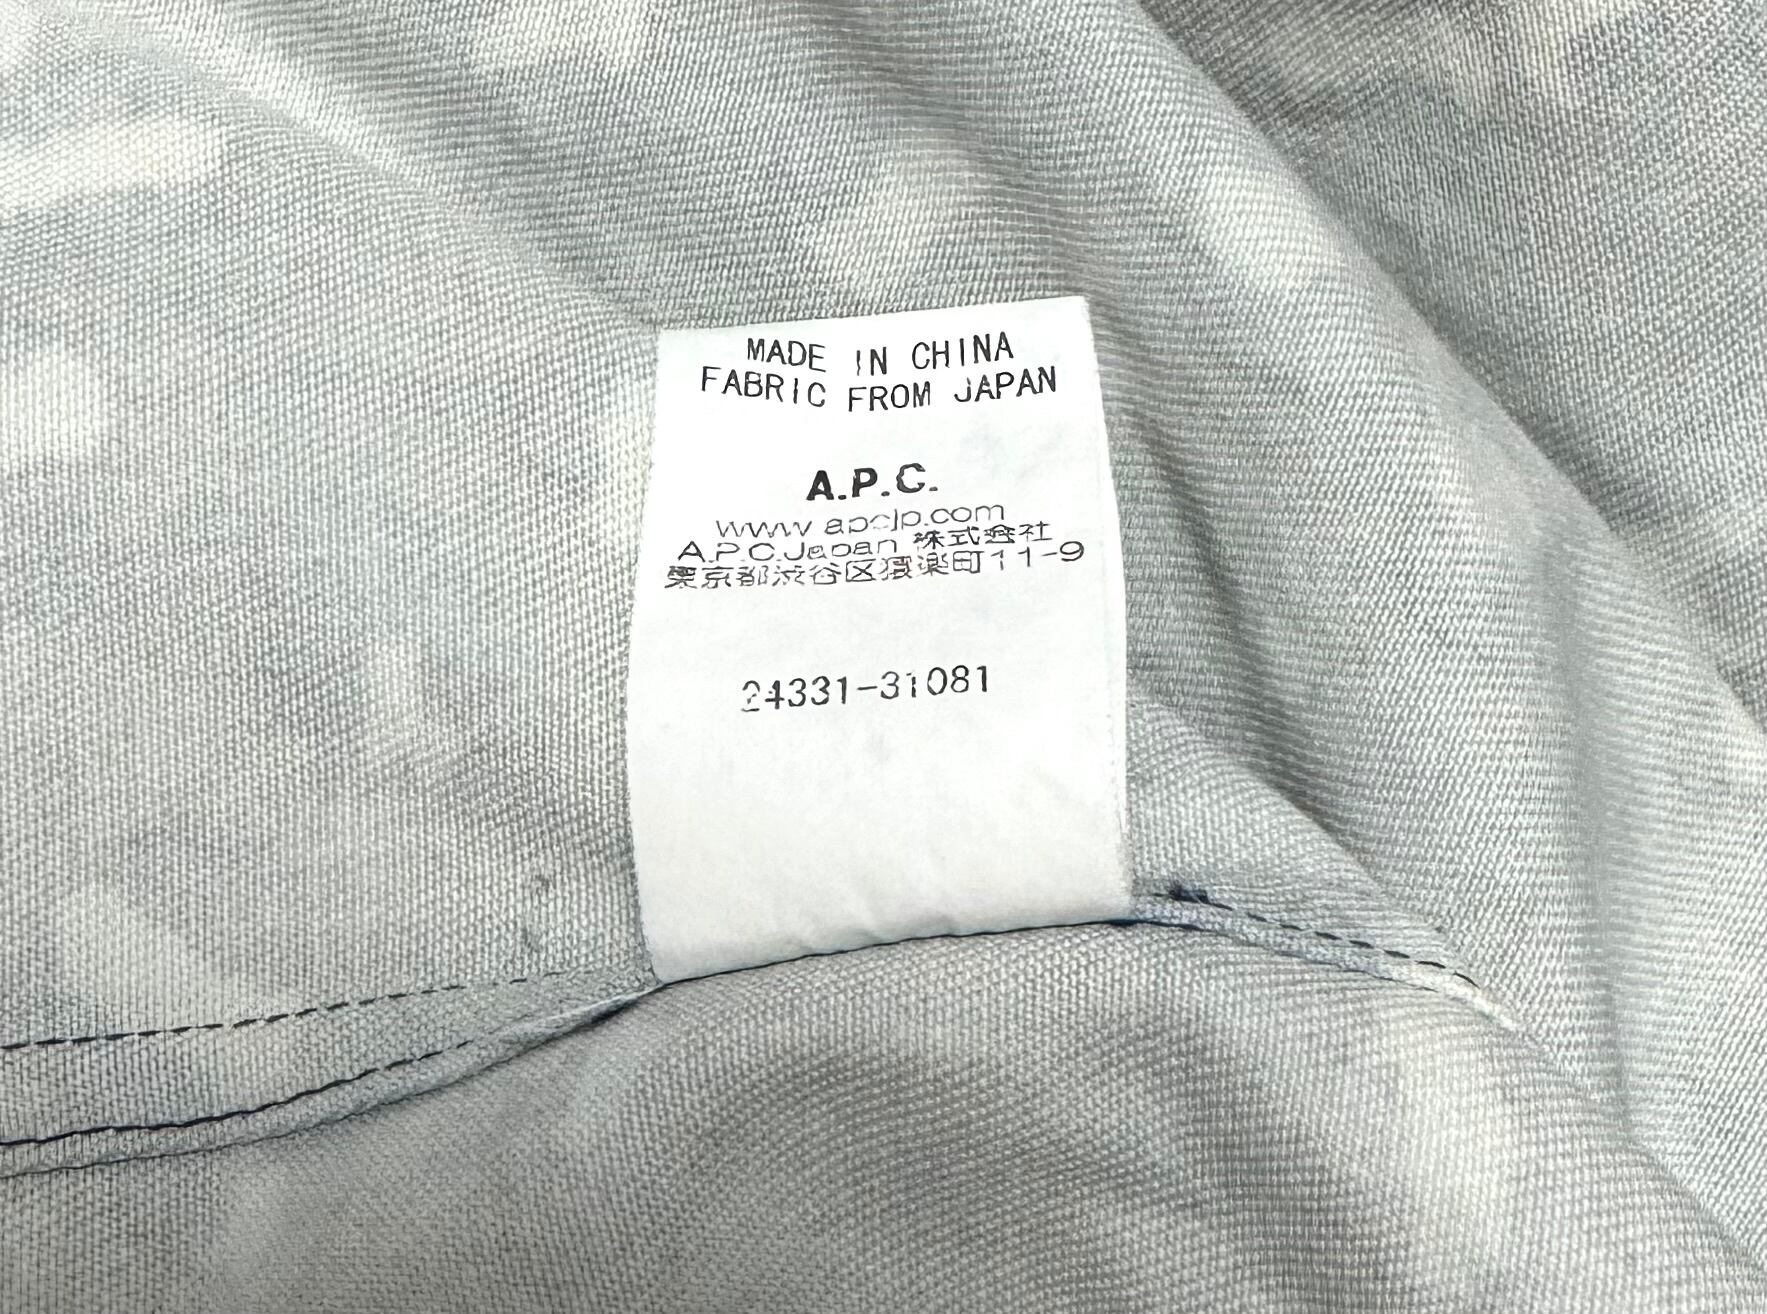 MADE IN CHINA
FABRIC FROM JAPAN
A.P.C.
www.apcjp.com
A.P.C.Japan 株式会社
東京都渋谷区猿楽町11-9
24331-31081